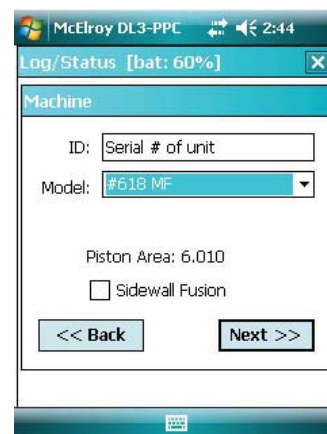 McElroy DL3-PPC 2:44
Log/Status [bat: 60%] X
Machine
ID: Serial # of unit
Model: #618 MF
Piston Area: 6.010
Sidewall Fusion
<< Back Next >>